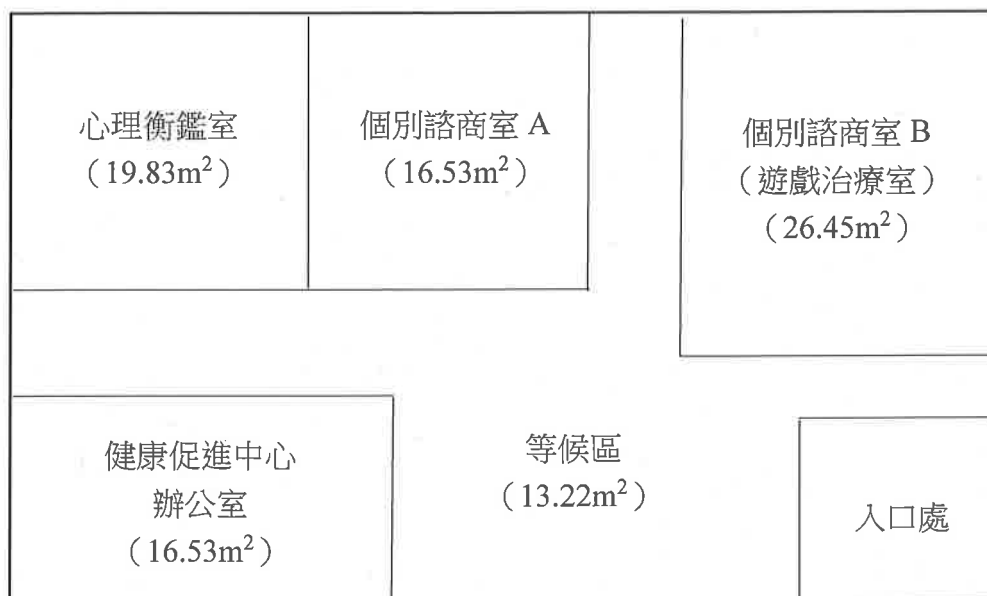 心理衡鑑室
（19.83m²）
個別諮商室 A
（16.53m²）
個別諮商室 B
（遊戲治療室）
（26.45m²）
健康促進中心
辦公室
（16.53m²）
等候區
（13.22m²）
入口處